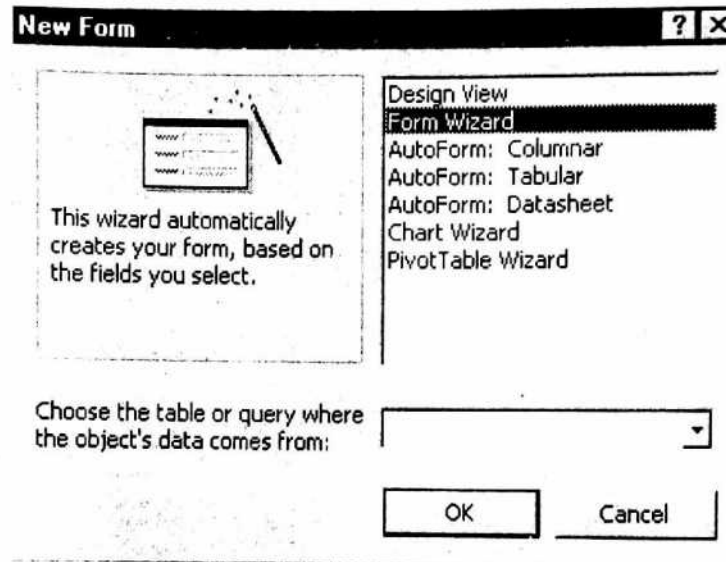 New Form
This wizard automatically
creates your form, based on
the fields you select.
Design View
Form Wizard
AutoForm: Columnar
AutoForm: Tabular
AutoForm: Datasheet
Chart Wizard
PivotTable Wizard
Choose the table or query where
the object's data comes from:
OK
Cancel